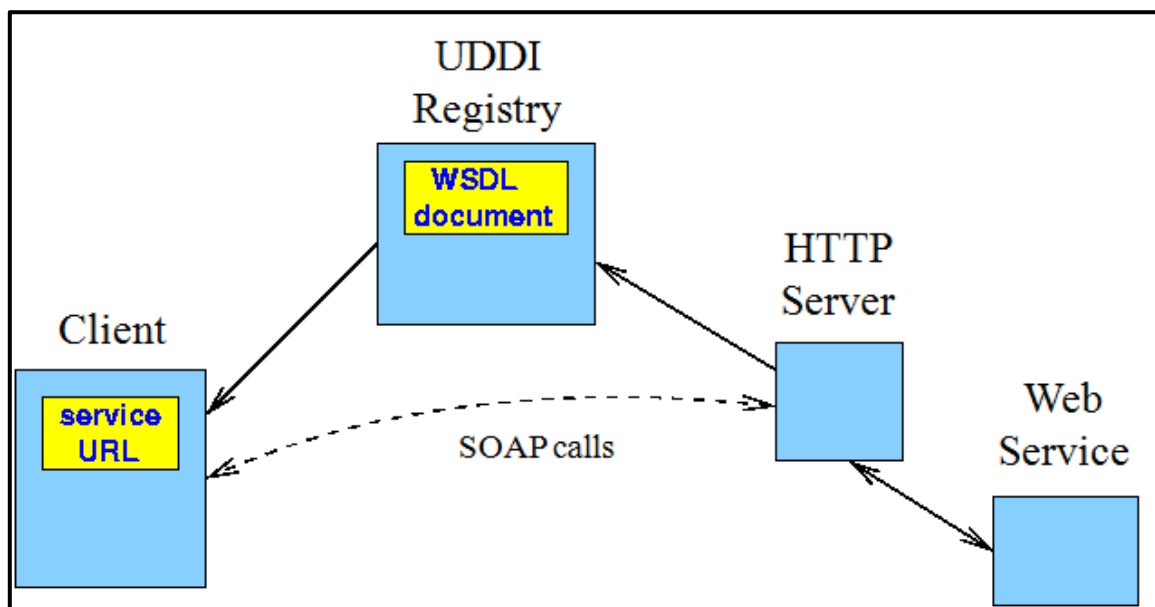 UDDI
Registry
WSDL
document
HTTP
Server
Client
service
URL
SOAP calls
Web
Service